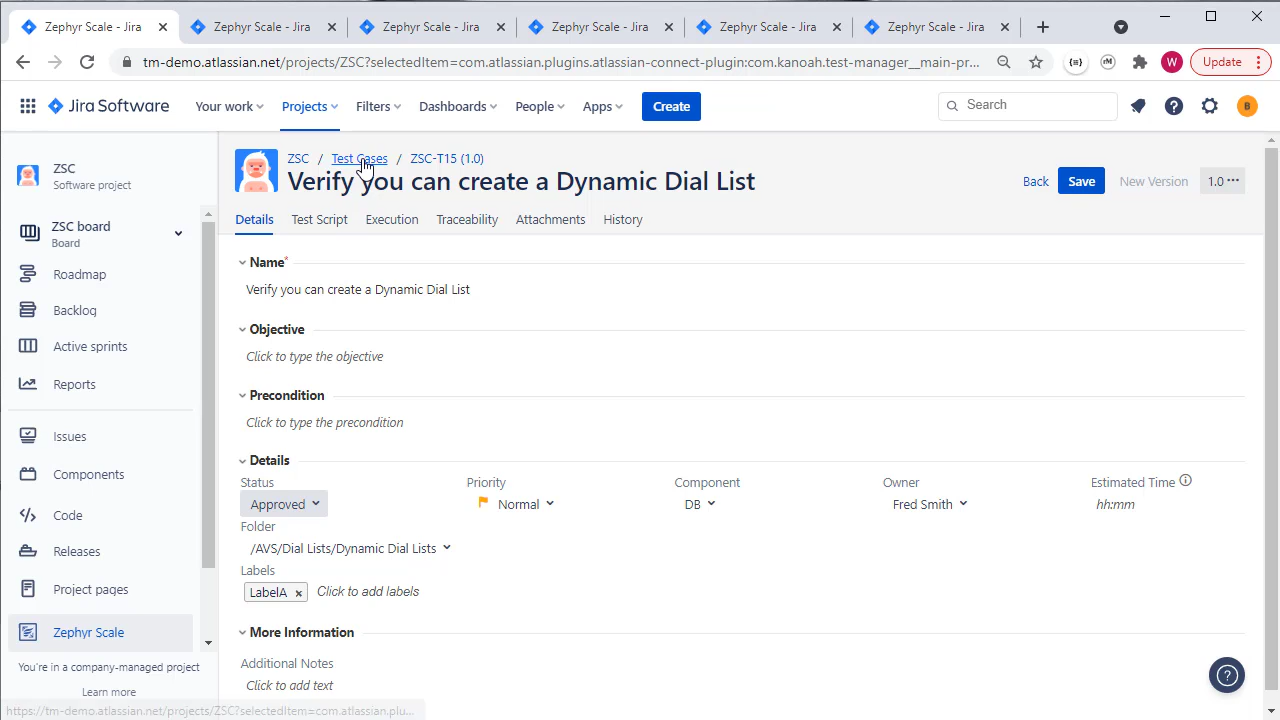 Zephyr Scale - Jira
Zephyr Scale - Jira
Zephyr Scale - Jira
Zephyr Scale - Jira
Zephyr Scale - Jira
Zephyr Scale - Jira
tm-demo.atlassian.net/projects/ZSC?selectedItem=com.atlassian.plugins.atlassian-connect-plugin:com.kanoah.test-manager__main-pr...
W
Update
Jira Software
Your work
Projects
Filters
Dashboards
People
Apps
Create
Search
B
ZSC
Software project
ZSC board
Board
Roadmap
Backlog
Active sprints
Reports
Issues
Components
Code
Releases
Project pages
Zephyr Scale
You're in a company-managed project
Learn more
ZSC / Test Cases / ZSC-T15 (1.0)
Verify you can create a Dynamic Dial List
Back
Save
New Version
1.0 ···
Details
Test Script
Execution
Traceability
Attachments
History
Name*
Verify you can create a Dynamic Dial List
Objective
Click to type the objective
Precondition
Click to type the precondition
Details
Status
Priority
Component
Owner
Estimated Time
Approved
Normal
DB
Fred Smith
hh:mm
Folder
/AVS/Dial Lists/Dynamic Dial Lists
Labels
LabelA ×
Click to add labels
More Information
Additional Notes
Click to add text
https://tm-demo.atlassian.net/projects/ZSC?selectedItem=com.atlassian.plu...